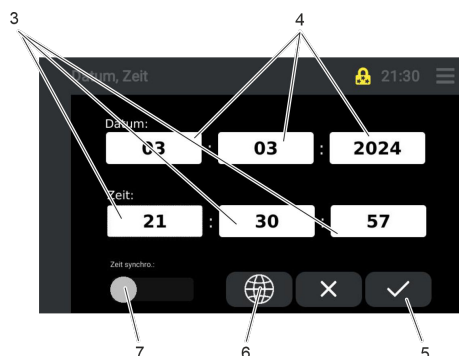 3
4
Datum, Zeit 21:30
Datum:
03 : 03 : 2024
Zeit:
21 : 30 : 57
Zeit synchro.:
7
6
5